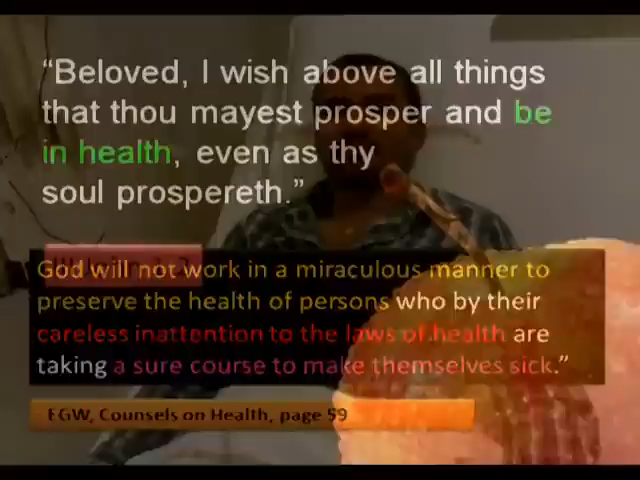 “Beloved, I wish above all things
that thou mayest prosper and be
in health, even as thy
soul prospereth.”
God will not work in a miraculous manner to
preserve the health of persons who by their
careless inattention to the laws of health are
taking a sure course to make themselves sick.”
EGW, Counsels on Health, page 59